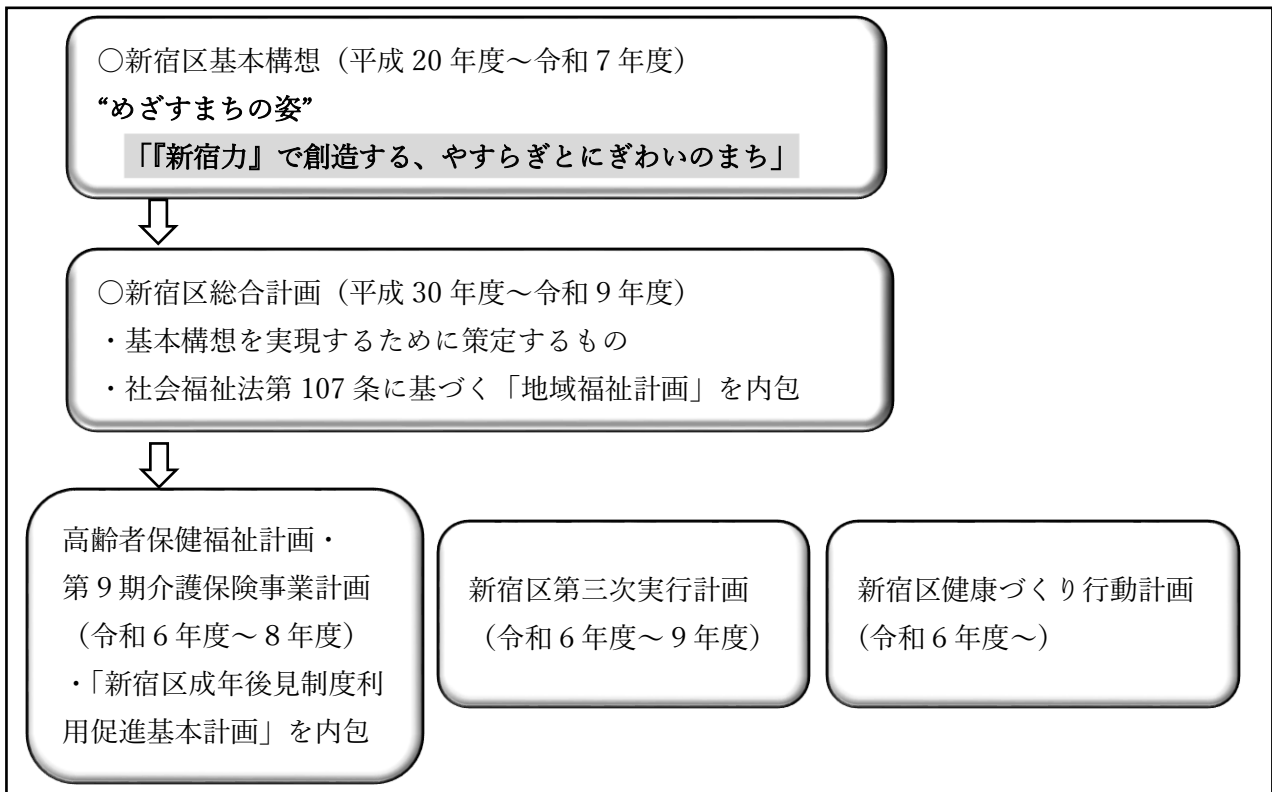 ○新宿区基本構想（平成 20 年度～令和 7 年度）
“めざすまちの姿”
「『新宿力』で創造する、やすらぎとにぎわいのまち」
○新宿区総合計画（平成 30 年度～令和 9 年度）
・基本構想を実現するために策定するもの
・社会福祉法第 107 条に基づく「地域福祉計画」を内包
高齢者保健福祉計画・
第 9 期介護保険事業計画
（令和 6 年度～ 8 年度）
・「新宿区成年後見制度利
用促進基本計画」を内包
新宿区第三次実行計画
（令和 6 年度～ 9 年度）
新宿区健康づくり行動計画
(令和 6 年度～）